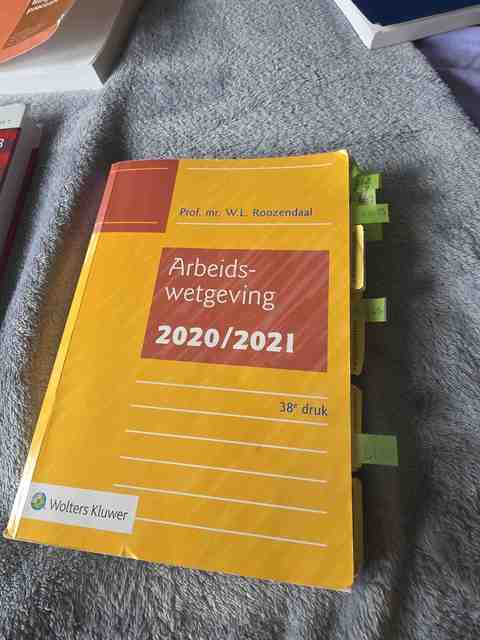 Prof. mr. W.L. Roozendaal
Arbeids-
wetgeving
2020/2021
38e druk
Wolters Kluwer